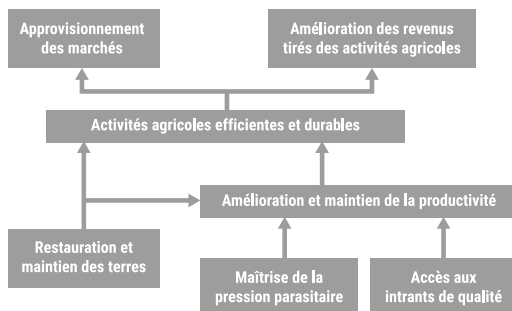 Approvisionnement
des marchés
Amélioration des revenus
tirés des activités agricoles
Activités agricoles efficientes et durables
Amélioration et maintien de la productivité
Restauration et
maintien des terres
Maîtrise de la
pression parasitaire
Accès aux
intrants de qualité